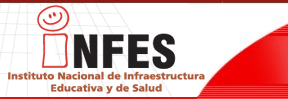 INFES
Instituto Nacional de Infraestructura
Educativa y de Salud